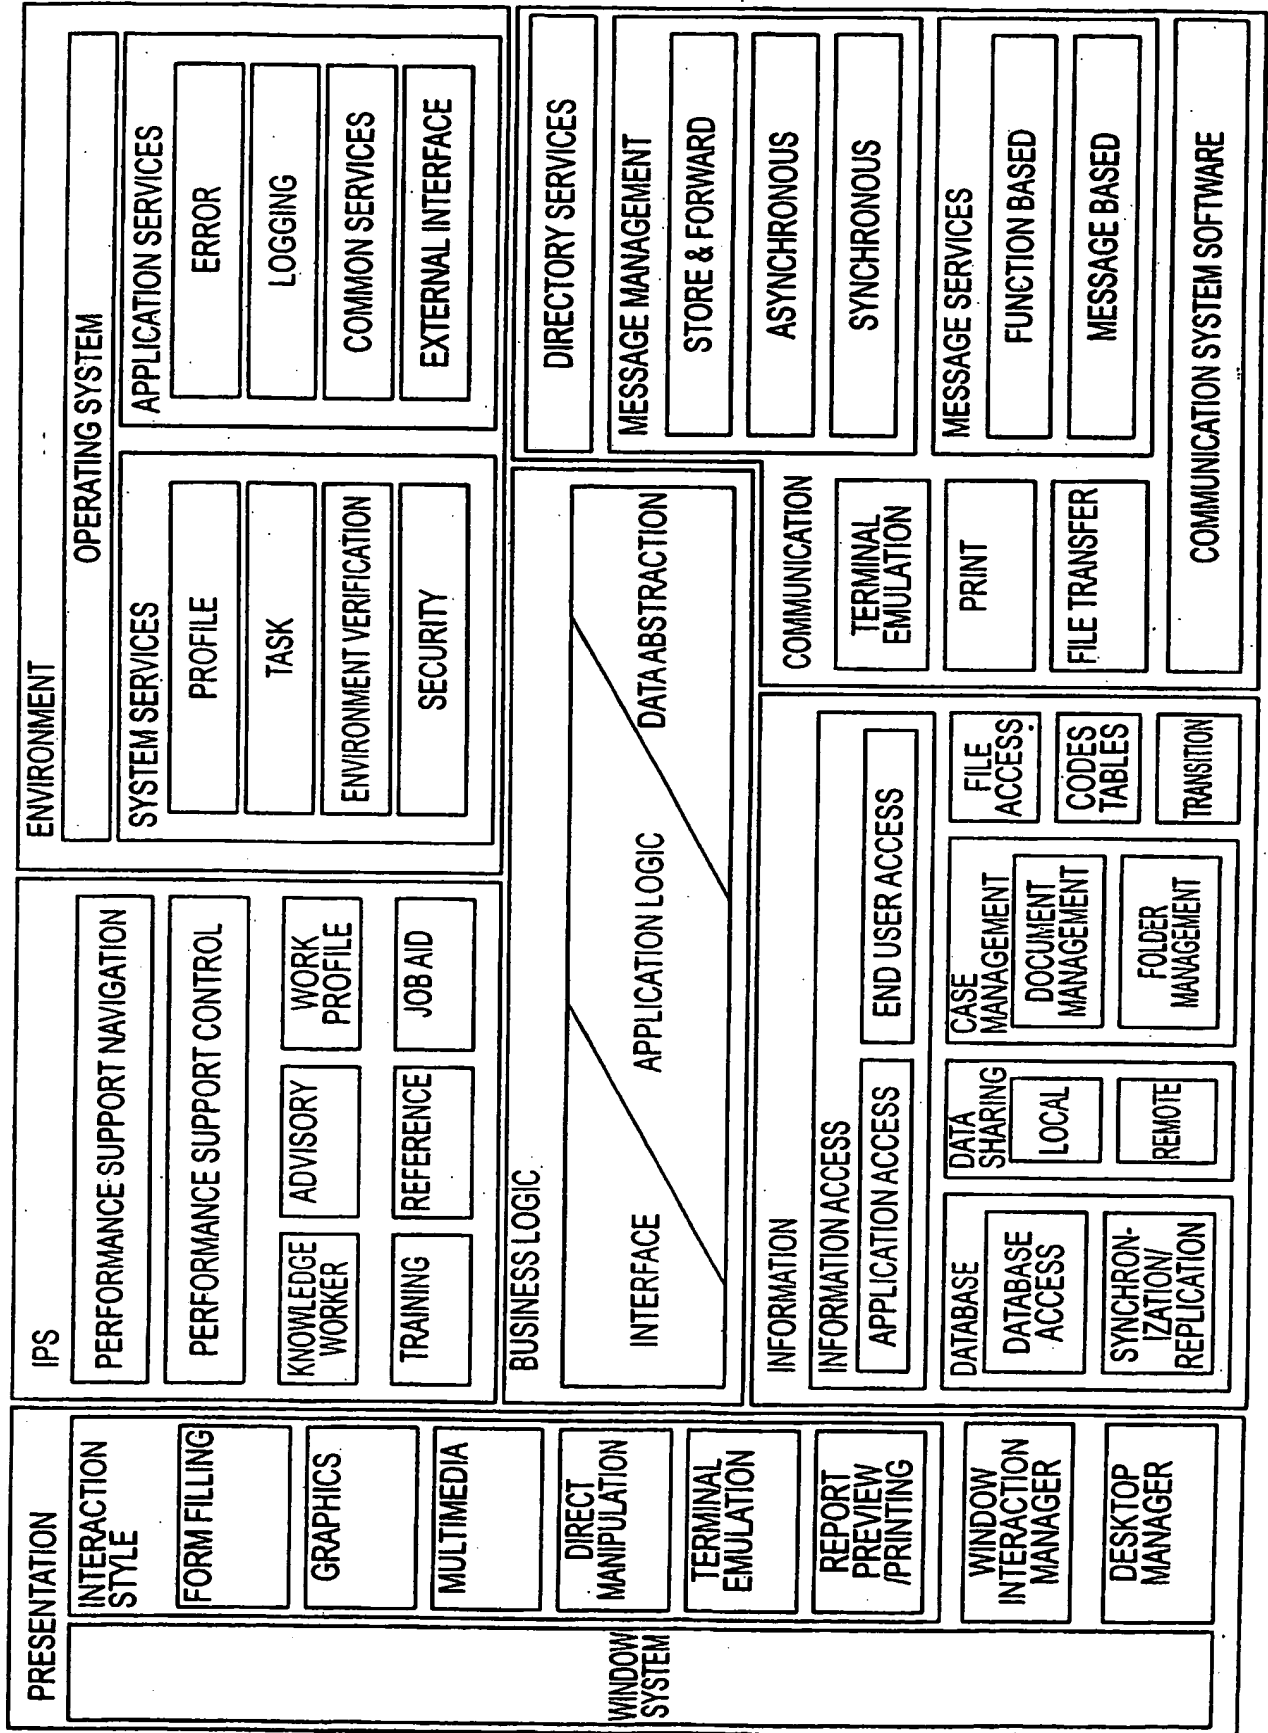 PRESENTATION
WINDOW
SYSTEM
INTERACTION
STYLE
FORM FILLING
GRAPHICS
MULTIMEDIA
DIRECT
MANIPULATION
TERMINAL
EMULATION
REPORT
PREVIEW
/PRINTING
WINDOW
INTERACTION
MANAGER
DESKTOP
MANAGER
IPS
PERFORMANCE SUPPORT NAVIGATION
PERFORMANCE SUPPORT CONTROL
KNOWLEDGE
WORKER
ADVISORY
WORK
PROFILE
TRAINING
REFERENCE
JOB AID
ENVIRONMENT
OPERATING SYSTEM
SYSTEM SERVICES
PROFILE
TASK
ENVIRONMENT VERIFICATION
SECURITY
APPLICATION SERVICES
ERROR
LOGGING
COMMON SERVICES
EXTERNAL INTERFACE
BUSINESS LOGIC
INTERFACE
APPLICATION LOGIC
DATA ABSTRACTION
INFORMATION
INFORMATION ACCESS
APPLICATION ACCESS
END USER ACCESS
DATABASE
DATABASE
ACCESS
SYNCHRON-
IZATION/
REPLICATION
DATA
SHARING
LOCAL
REMOTE
CASE
MANAGEMENT
DOCUMENT
MANAGEMENT
FOLDER
MANAGEMENT
FILE
ACCESS
CODES
TABLES
TRANSITION
COMMUNICATION
TERMINAL
EMULATION
PRINT
FILE TRANSFER
DIRECTORY SERVICES
MESSAGE MANAGEMENT
STORE & FORWARD
ASYNCHRONOUS
SYNCHRONOUS
MESSAGE SERVICES
FUNCTION BASED
MESSAGE BASED
COMMUNICATION SYSTEM SOFTWARE